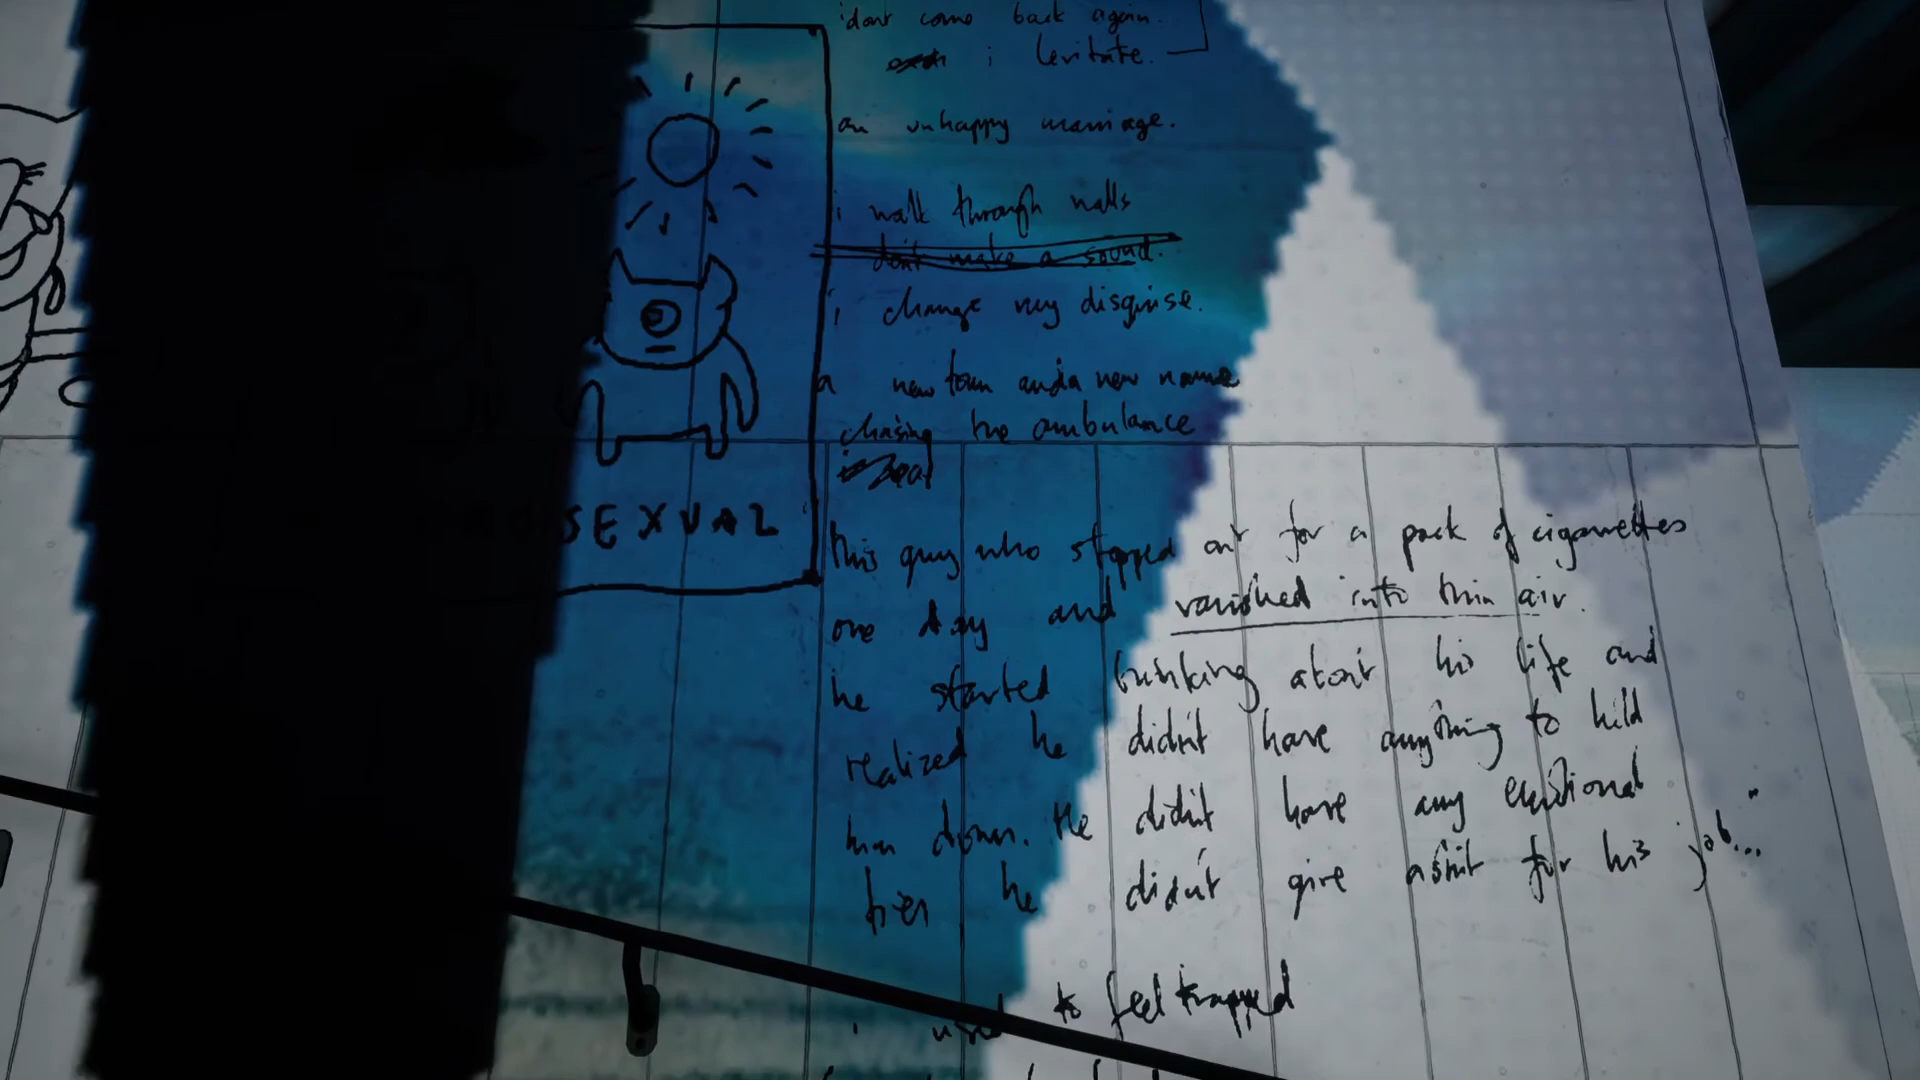 dont come back again.
i levitate.
an unhappy marriage.
i walk through walls
don't make a sound.
i change my disguise.
a new town and a new name
chasing the ambulance
SEXUAL
this guy who stopped out for a pack of cigarettes
one day and vanished into thin air.
he started thinking about his life and
realized he didn't have anything to hold
him down. He didn't have any emotional
ties he didn't give a shit for his job..."
i used to feel trapped